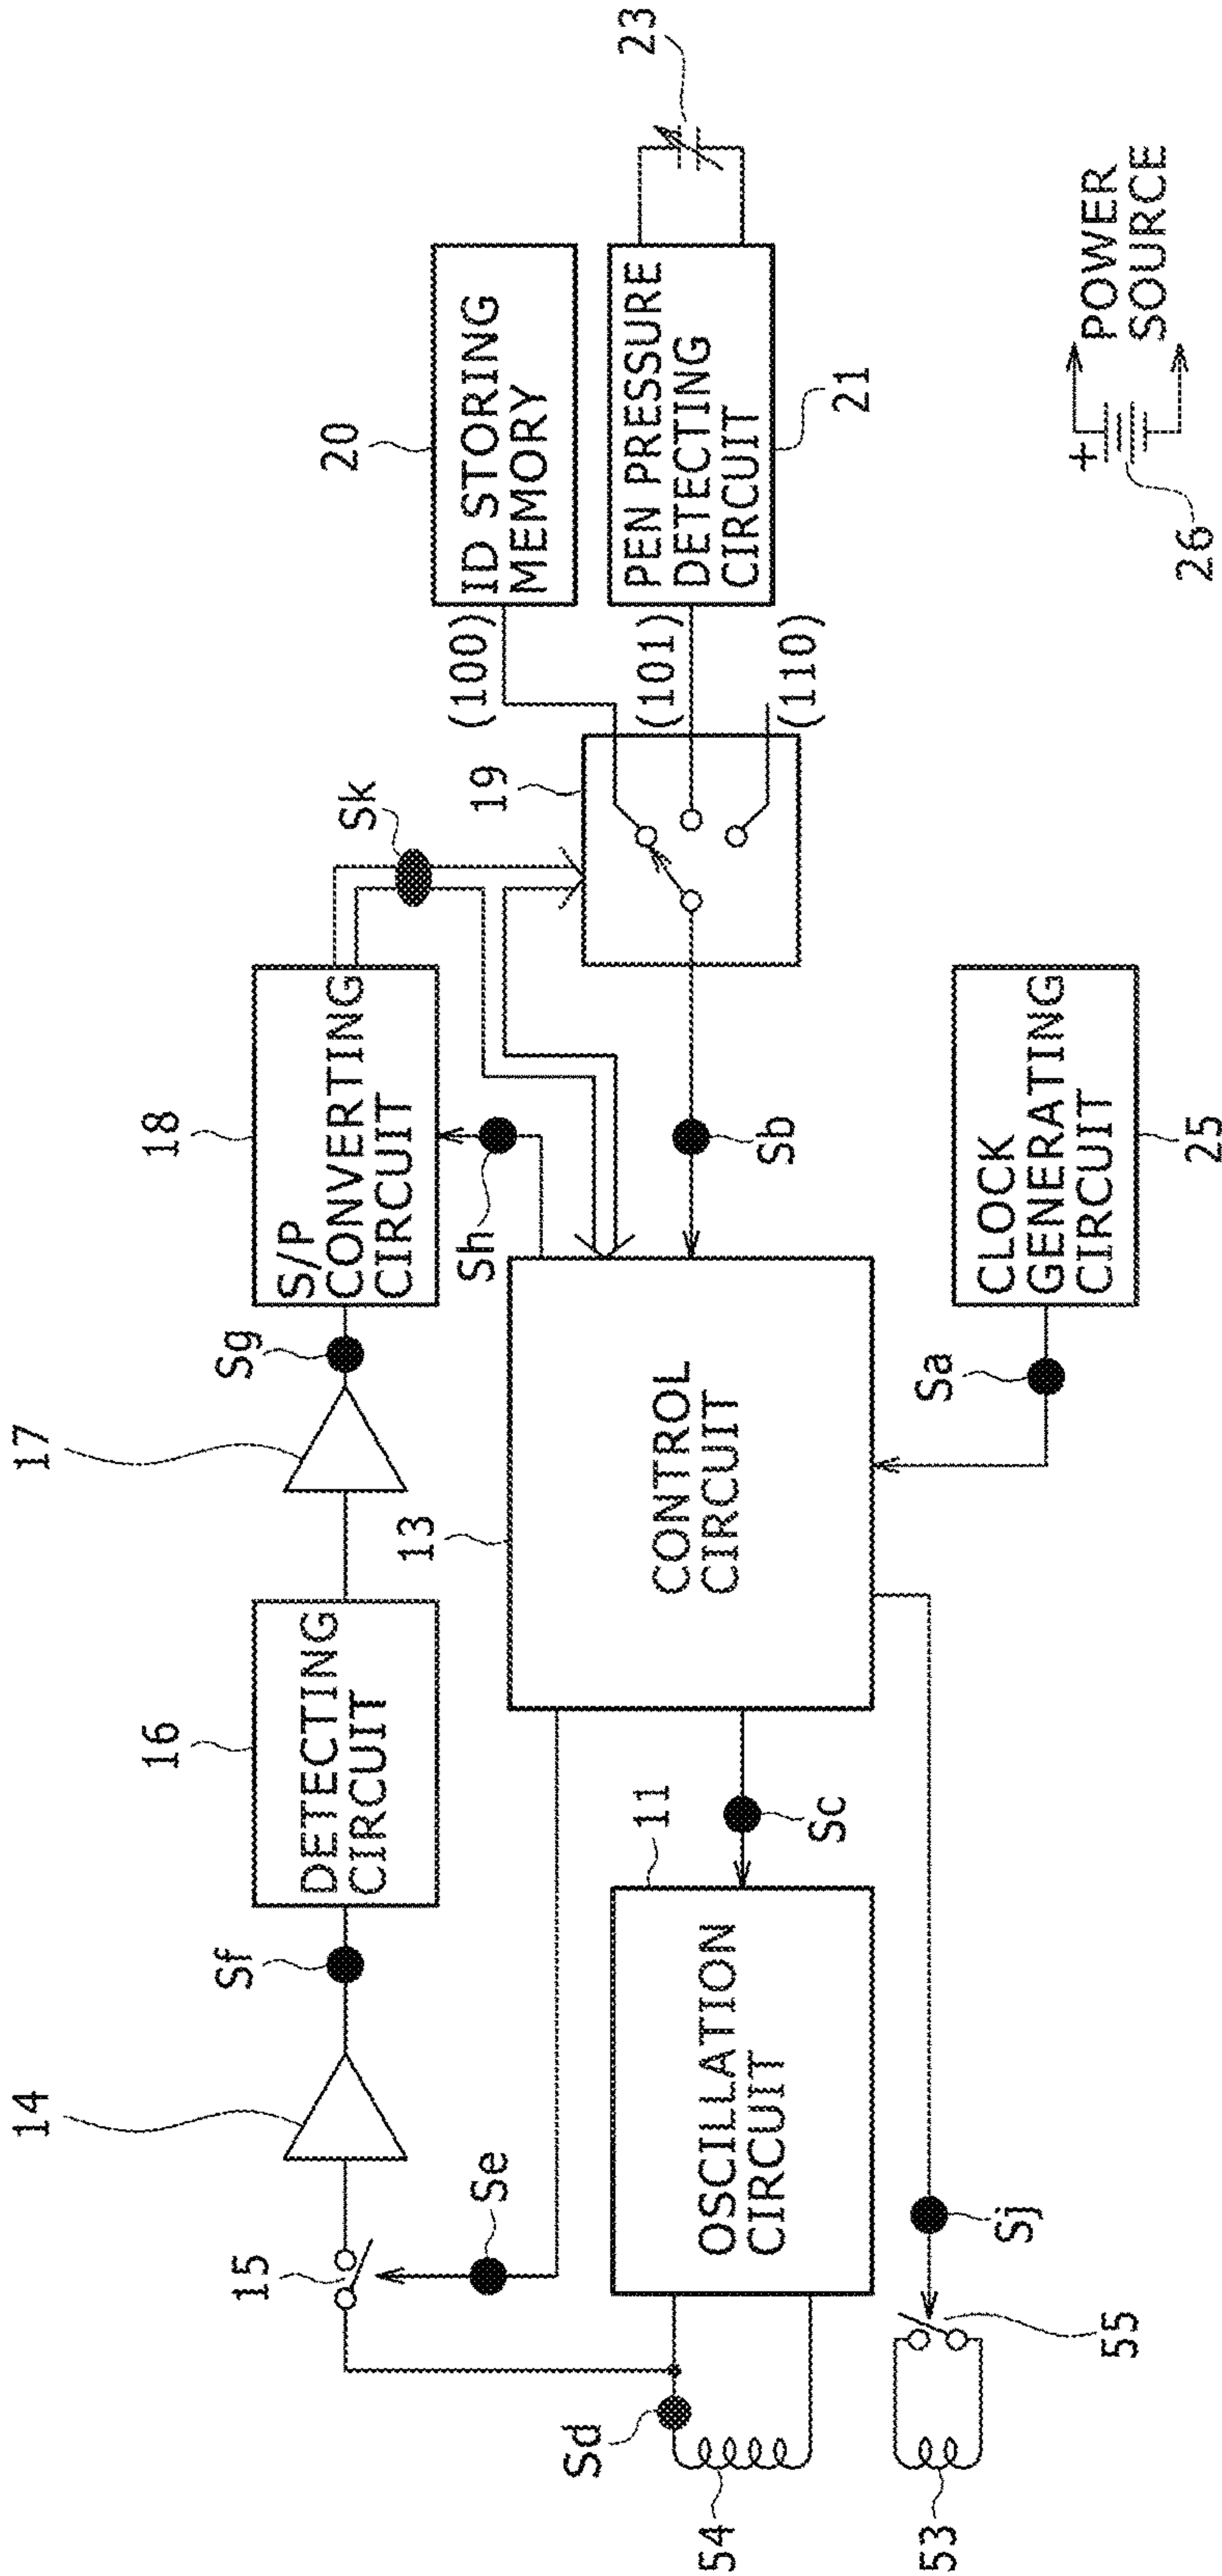 14
17
Sf
16
DETECTING
CIRCUIT
Sg
18
S/P
CONVERTING
CIRCUIT
Sk
20
ID STORING
MEMORY
(100)
15
Se
13
CONTROL
CIRCUIT
Sh
19
(101)
(110)
PEN PRESSURE
DETECTING
CIRCUIT
21
23
Sd
54
OSCILLATION
CIRCUIT
11
Sc
Sb
53
55
Sj
Sa
CLOCK
GENERATING
CIRCUIT
25
+
26
POWER
SOURCE